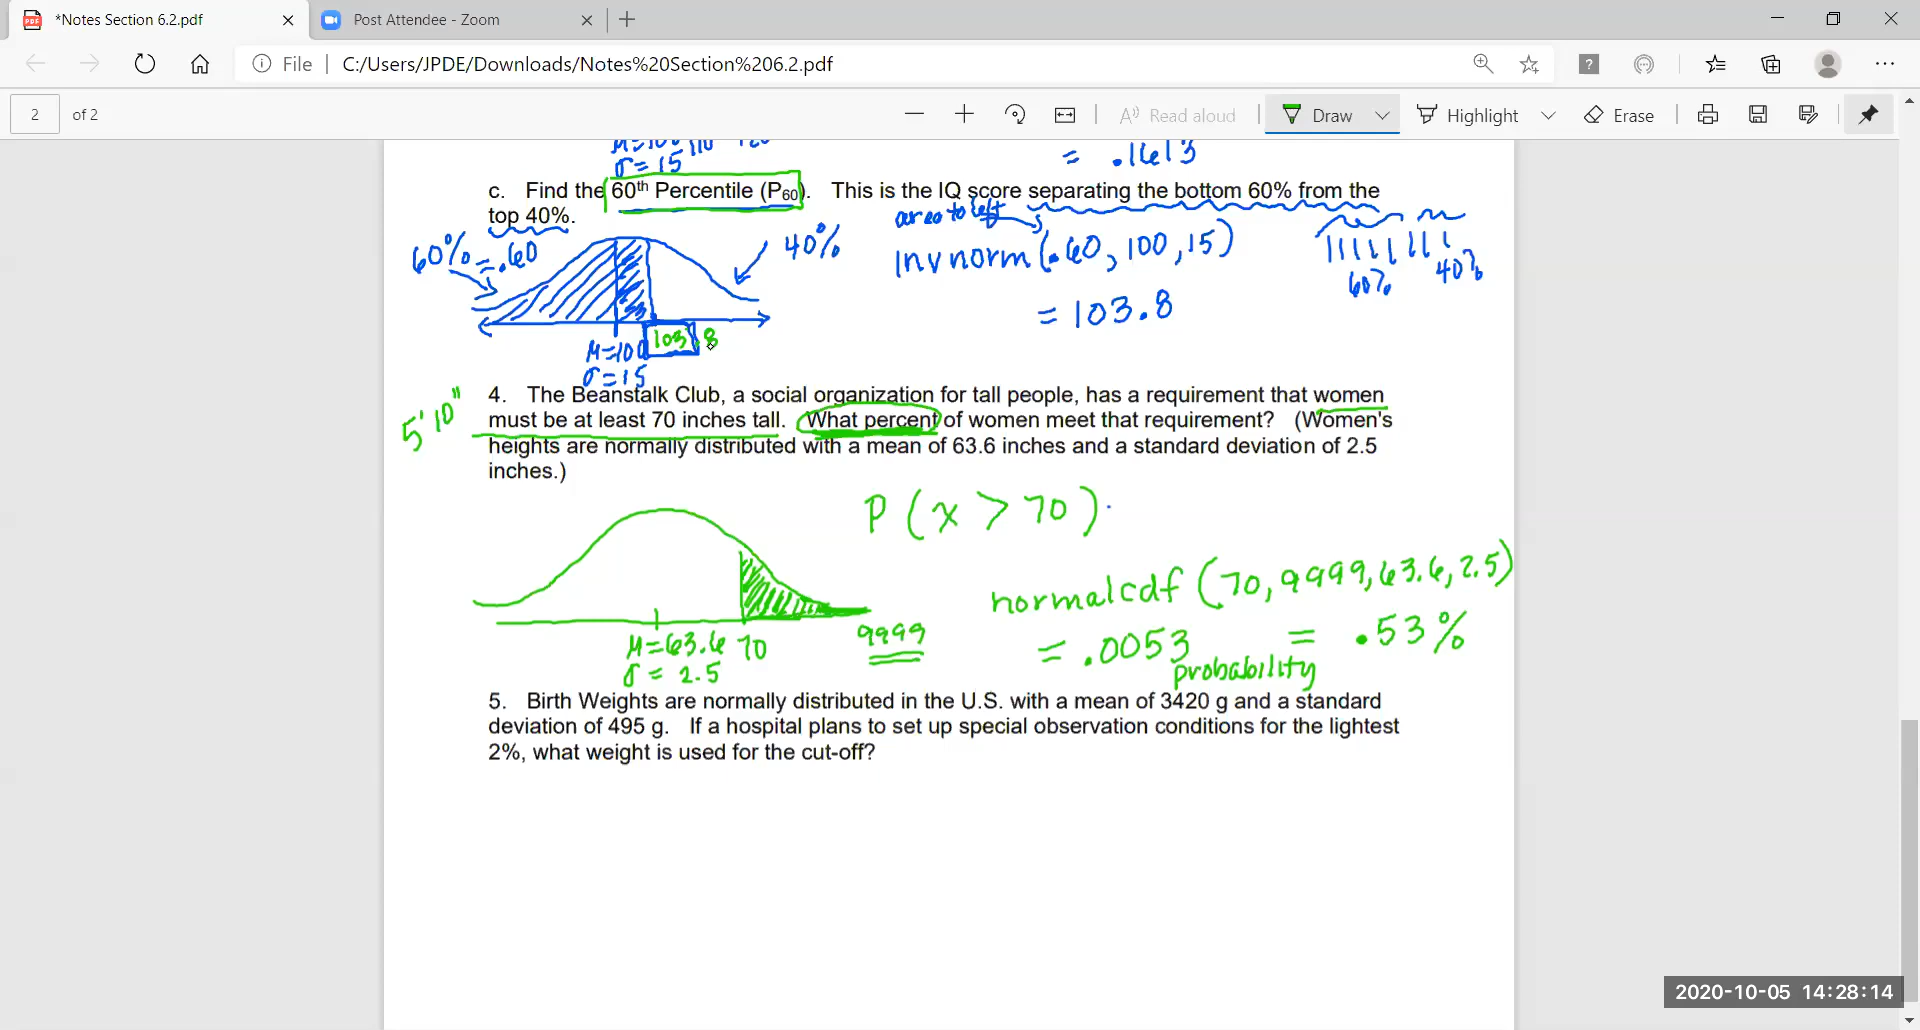 *Notes Section 6.2.pdf
Post Attendee - Zoom
File
C:/Users/JPDE/Downloads/Notes%20Section%206.2.pdf
2 of 2
Read aloud
Draw
Highlight
Erase
σ=15
= .1613
c. Find the 60th Percentile (P60). This is the IQ score separating the bottom 60% from the
top 40%.
area to left
60% = .60
40%
invnorm (.60, 100, 15)
60%
40%
= 103.8
103.8
μ=100
σ=15
5'10"
4. The Beanstalk Club, a social organization for tall people, has a requirement that women
must be at least 70 inches tall. What percent of women meet that requirement? (Women's
heights are normally distributed with a mean of 63.6 inches and a standard deviation of 2.5
inches.)
P (x > 70)
normalcdf (70, 9999, 63.6, 2.5)
μ=63.6 70
9999
σ = 2.5
= .0053 = .53%
probability
5. Birth Weights are normally distributed in the U.S. with a mean of 3420 g and a standard
deviation of 495 g. If a hospital plans to set up special observation conditions for the lightest
2%, what weight is used for the cut-off?
2020-10-05 14:28:14